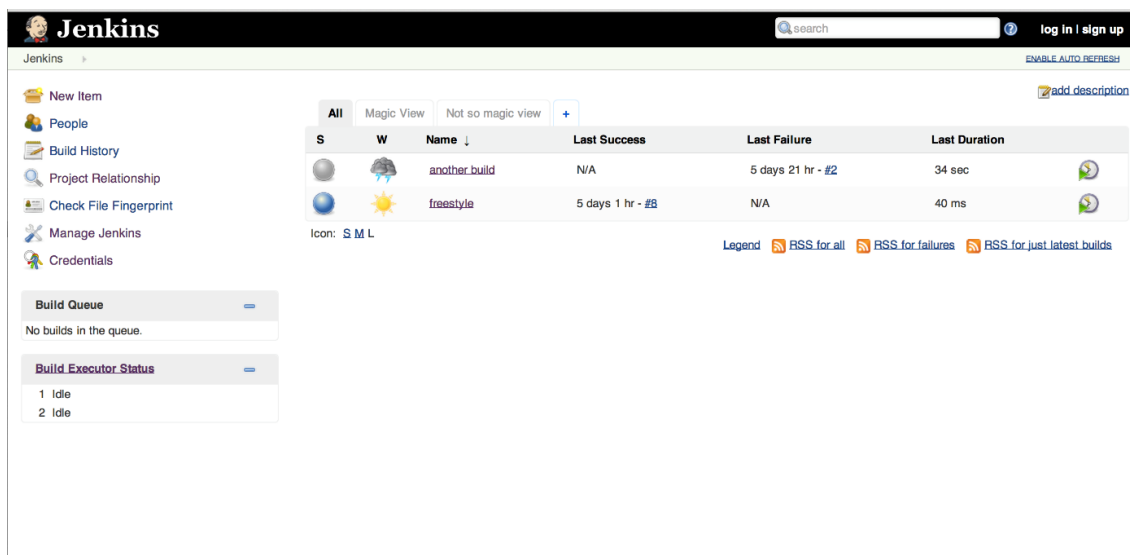 Jenkins
search
log in | sign up
Jenkins
ENABLE AUTO REFRESH
New Item
People
Build History
Project Relationship
Check File Fingerprint
Manage Jenkins
Credentials
Build Queue
No builds in the queue.
Build Executor Status
1 Idle
2 Idle
add description
All Magic View Not so magic view +
S W Name ↓ Last Success Last Failure Last Duration
another build N/A 5 days 21 hr - #2 34 sec
freestyle 5 days 1 hr - #8 N/A 40 ms
Icon: S M L
Legend RSS for all RSS for failures RSS for just latest builds